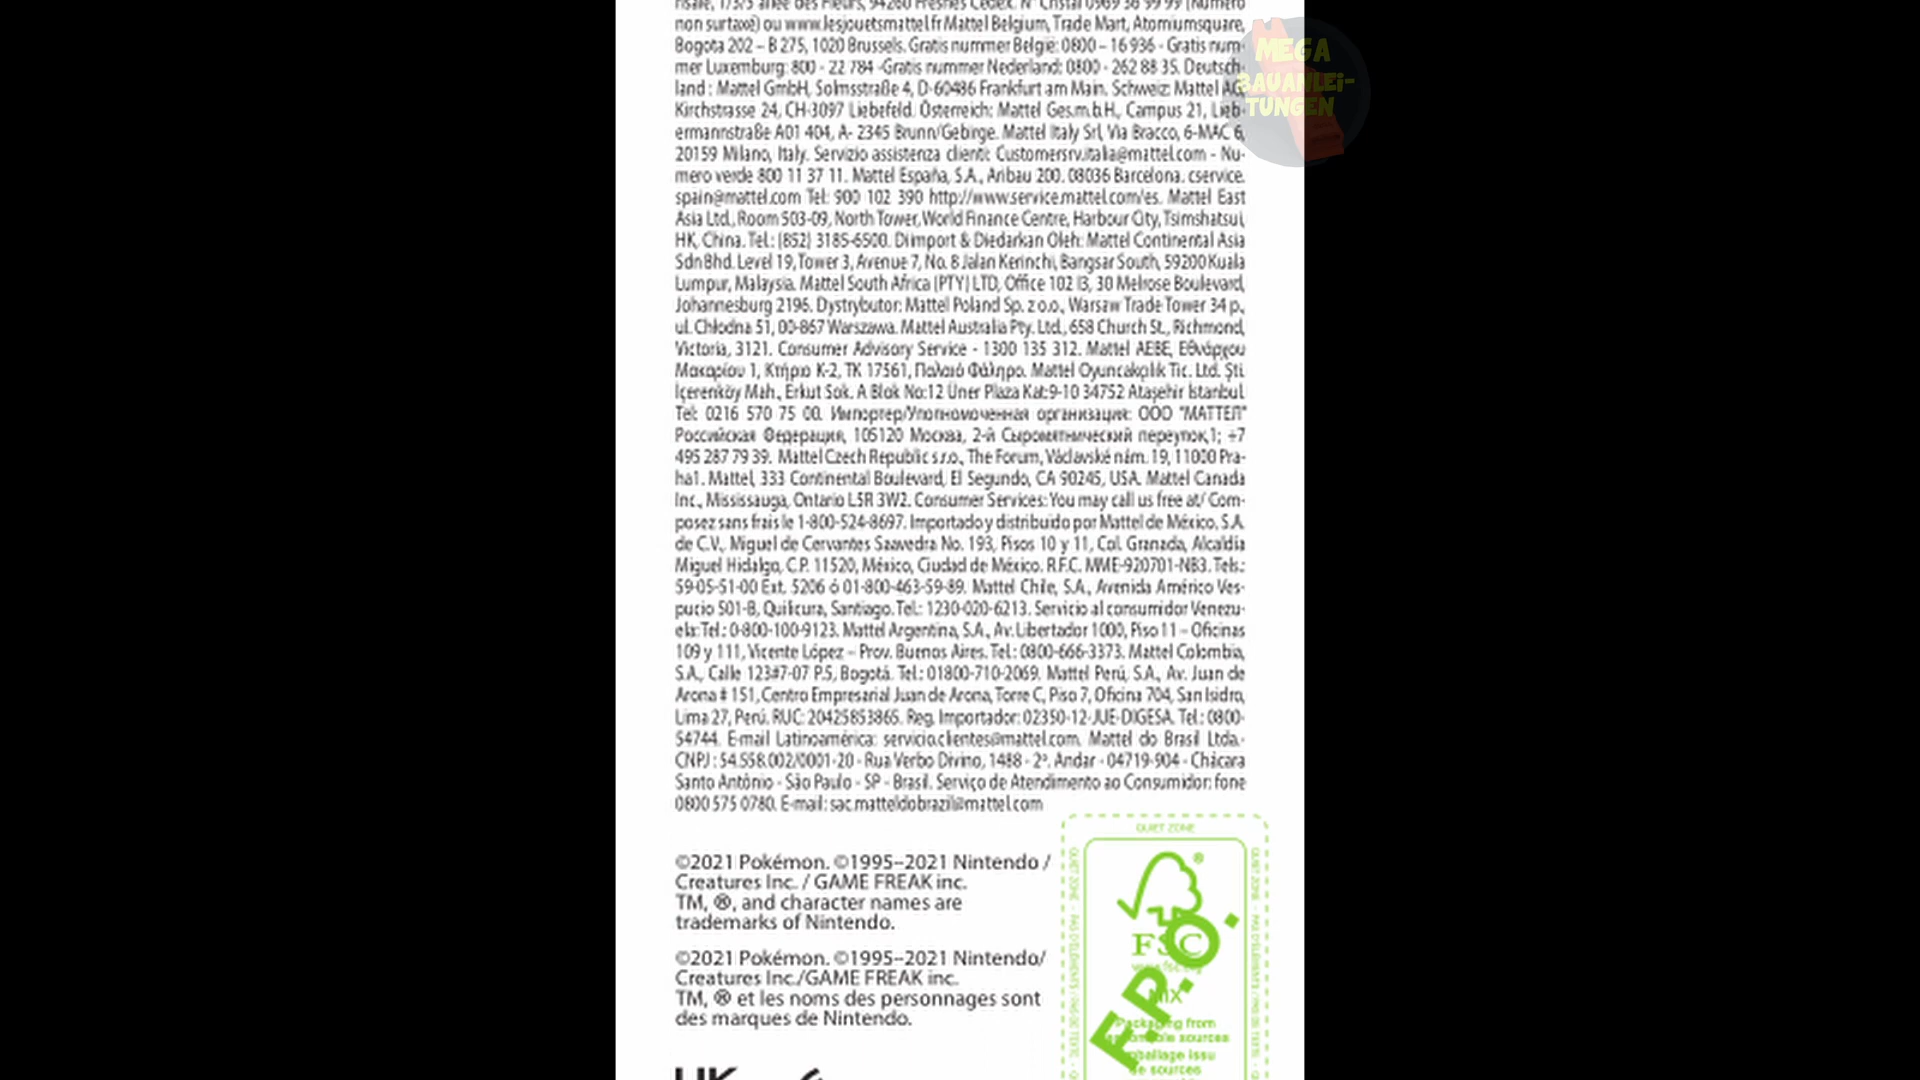 non surtaxé) ou www.lesjouetsmattel.fr Mattel Belgium, Trade Mart, Atomiumsquare,
Bogota 202 – B 275, 1020 Brussels. Gratis nummer België: 0800 – 16 936 - Gratis num-
mer Luxemburg: 800 - 22 784 -Gratis nummer Nederland: 0800 - 262 88 35. Deutsch-
land : Mattel GmbH, Solmsstraße 4, D-60486 Frankfurt am Main. Schweiz: Mattel AG,
Kirchstrasse 24, CH-3097 Liebefeld. Österreich: Mattel Ges.m.b.H., Campus 21, Lieb-
ermannstraße A01 404, A- 2345 Brunn/Gebirge. Mattel Italy Srl, Via Bracco, 6-MAC 6,
20159 Milano, Italy. Servizio assistenza clienti: Customersrv.italia@mattel.com - Nu-
mero verde 800 11 37 11. Mattel España, S.A., Aribau 200. 08036 Barcelona. cservice.
spain@mattel.com Tel: 900 102 390 http://www.service.mattel.com/es. Mattel East
Asia Ltd., Room 503-09, North Tower, World Finance Centre, Harbour City, Tsimshatsui,
HK, China. Tel.: (852) 3185-6500. Diimport & Diedarkan Oleh: Mattel Continental Asia
Sdn Bhd. Level 19, Tower 3, Avenue 7, No. 8 Jalan Kerinchi, Bangsar South, 59200 Kuala
Lumpur, Malaysia. Mattel South Africa (PTY) LTD, Office 102 I3, 30 Melrose Boulevard,
Johannesburg 2196. Dystrybutor: Mattel Poland Sp. z o.o., Warsaw Trade Tower 34 p.,
ul. Chłodna 51, 00-867 Warszawa. Mattel Australia Pty. Ltd., 658 Church St., Richmond,
Victoria, 3121. Consumer Advisory Service - 1300 135 312. Mattel AEBE, Εθνάρχου
Μακαρίου 1, Κτήριο Κ-2, ΤΚ 17561, Παλαιό Φάληρο. Mattel Oyuncakçılık Tic. Ltd. Şti.
İçerenköy Mah., Erkut Sok. A Blok No:12 Üner Plaza Kat:9-10 34752 Ataşehir İstanbul.
Tel: 0216 570 75 00. Импортер/Уполномоченная организация: ООО "МАТТЕЛ"
Российская Федерация, 105120 Москва, 2-й Сыромятнический переулок,1; +7
495 287 79 39. Mattel Czech Republic s.r.o., The Forum, Václavské nám. 19, 11000 Pra-
ha1. Mattel, 333 Continental Boulevard, El Segundo, CA 90245, USA. Mattel Canada
Inc., Mississauga, Ontario L5R 3W2. Consumer Services: You may call us free at/ Com-
posez sans frais le 1-800-524-8697. Importado y distribuido por Mattel de México, S.A.
de C.V., Miguel de Cervantes Saavedra No. 193, Pisos 10 y 11, Col. Granada, Alcaldía
Miguel Hidalgo, C.P. 11520, México, Ciudad de México. R.F.C. MME-920701-NB3. Tels.:
59-05-51-00 Ext. 5206 ó 01-800-463-59-89. Mattel Chile, S.A., Avenida Américo Ves-
pucio 501-B, Quilicura, Santiago. Tel.: 1230-020-6213. Servicio al consumidor Venezu-
ela: Tel.: 0-800-100-9123. Mattel Argentina, S.A., Av. Libertador 1000, Piso 11 – Oficinas
109 y 111, Vicente López – Prov. Buenos Aires. Tel.: 0800-666-3373. Mattel Colombia,
S.A., Calle 123#7-07 P.5, Bogotá. Tel.: 01800-710-2069. Mattel Perú, S.A., Av. Juan de
Arona # 151, Centro Empresarial Juan de Arona, Torre C, Piso 7, Oficina 704, San Isidro,
Lima 27, Perú. RUC: 20425853865. Reg. Importador: 02350-12-JUE-DIGESA. Tel.: 0800-
54744. E-mail Latinoamérica: servicio.clientes@mattel.com. Mattel do Brasil Ltda.-
CNPJ : 54.558.002/0001-20 - Rua Verbo Divino, 1488 - 2º. Andar - 04719-904 - Chácara
Santo Antônio - São Paulo - SP - Brasil. Serviço de Atendimento ao Consumidor: fone
0800 575 0780. E-mail: sac.matteldobrazil@mattel.com
©2021 Pokémon. ©1995–2021 Nintendo /
Creatures Inc. / GAME FREAK inc.
TM, ®, and character names are
trademarks of Nintendo.
©2021 Pokémon. ©1995–2021 Nintendo/
Creatures Inc./GAME FREAK inc.
TM, ® et les noms des personnages sont
des marques de Nintendo.
QUIET ZONE
FSC
F.P.O.
MIX
Packaging from
sources
de sources
MEGA
BAUANLEI-
TUNGEN